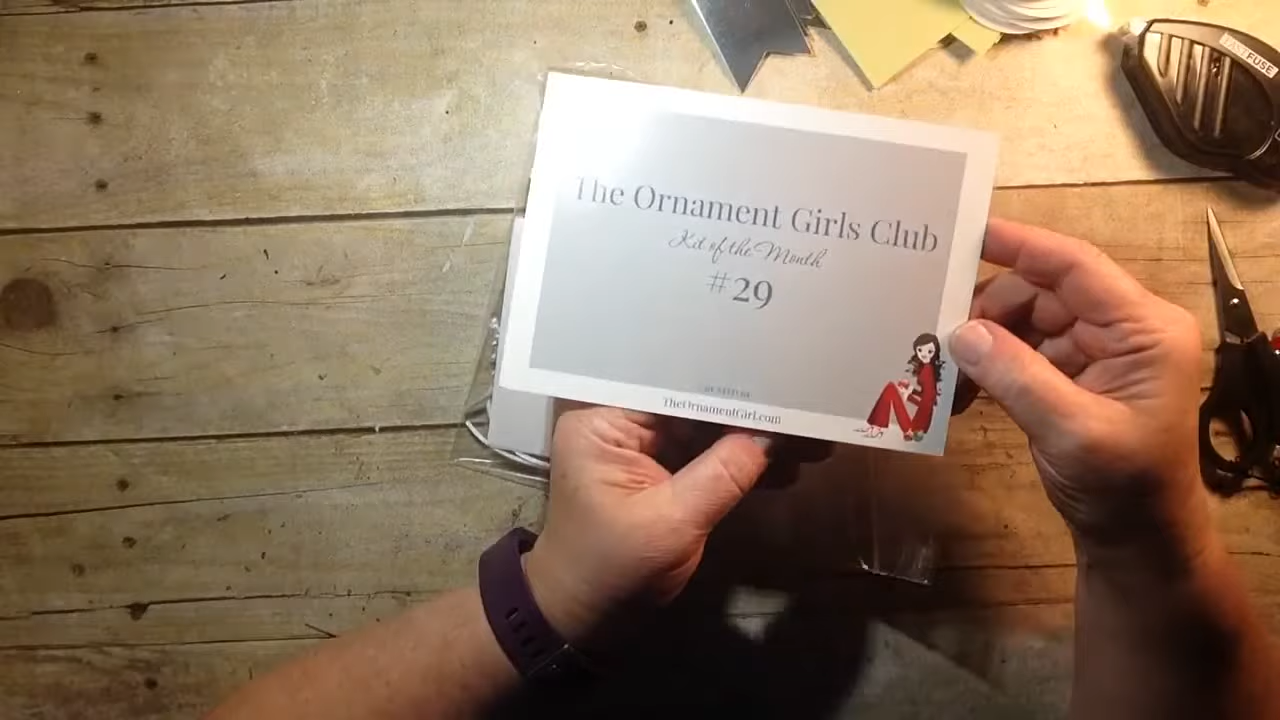 The Ornament Girls Club
Kit of the Month
#29
TheOrnamentGirl.com
FUSE